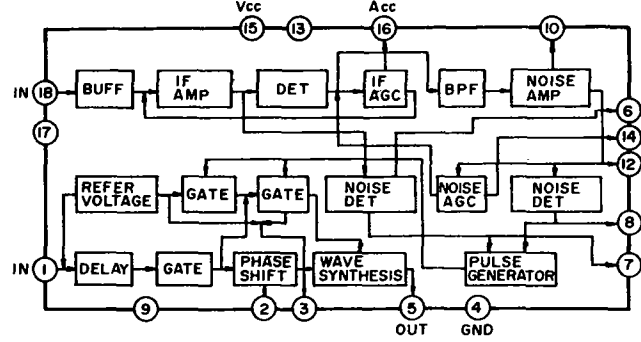 Vcc Acc
15 13 16 10
IN 18 BUFF IF AMP DET IF AGC BPF NOISE AMP
6
17
14
12
REFER VOLTAGE GATE GATE NOISE DET NOISE AGC NOISE DET
8
IN 1 DELAY GATE PHASE SHIFT WAVE SYNTHESIS PULSE GENERATOR 7
9 2 3 5 4
OUT GND